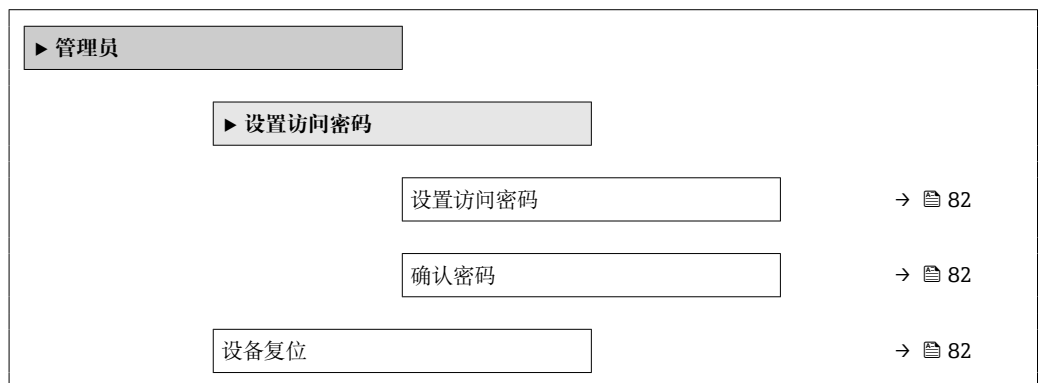 ▶ 管理员
▶ 设置访问密码
设置访问密码 → 🖺 82
确认密码 → 🖺 82
设备复位 → 🖺 82